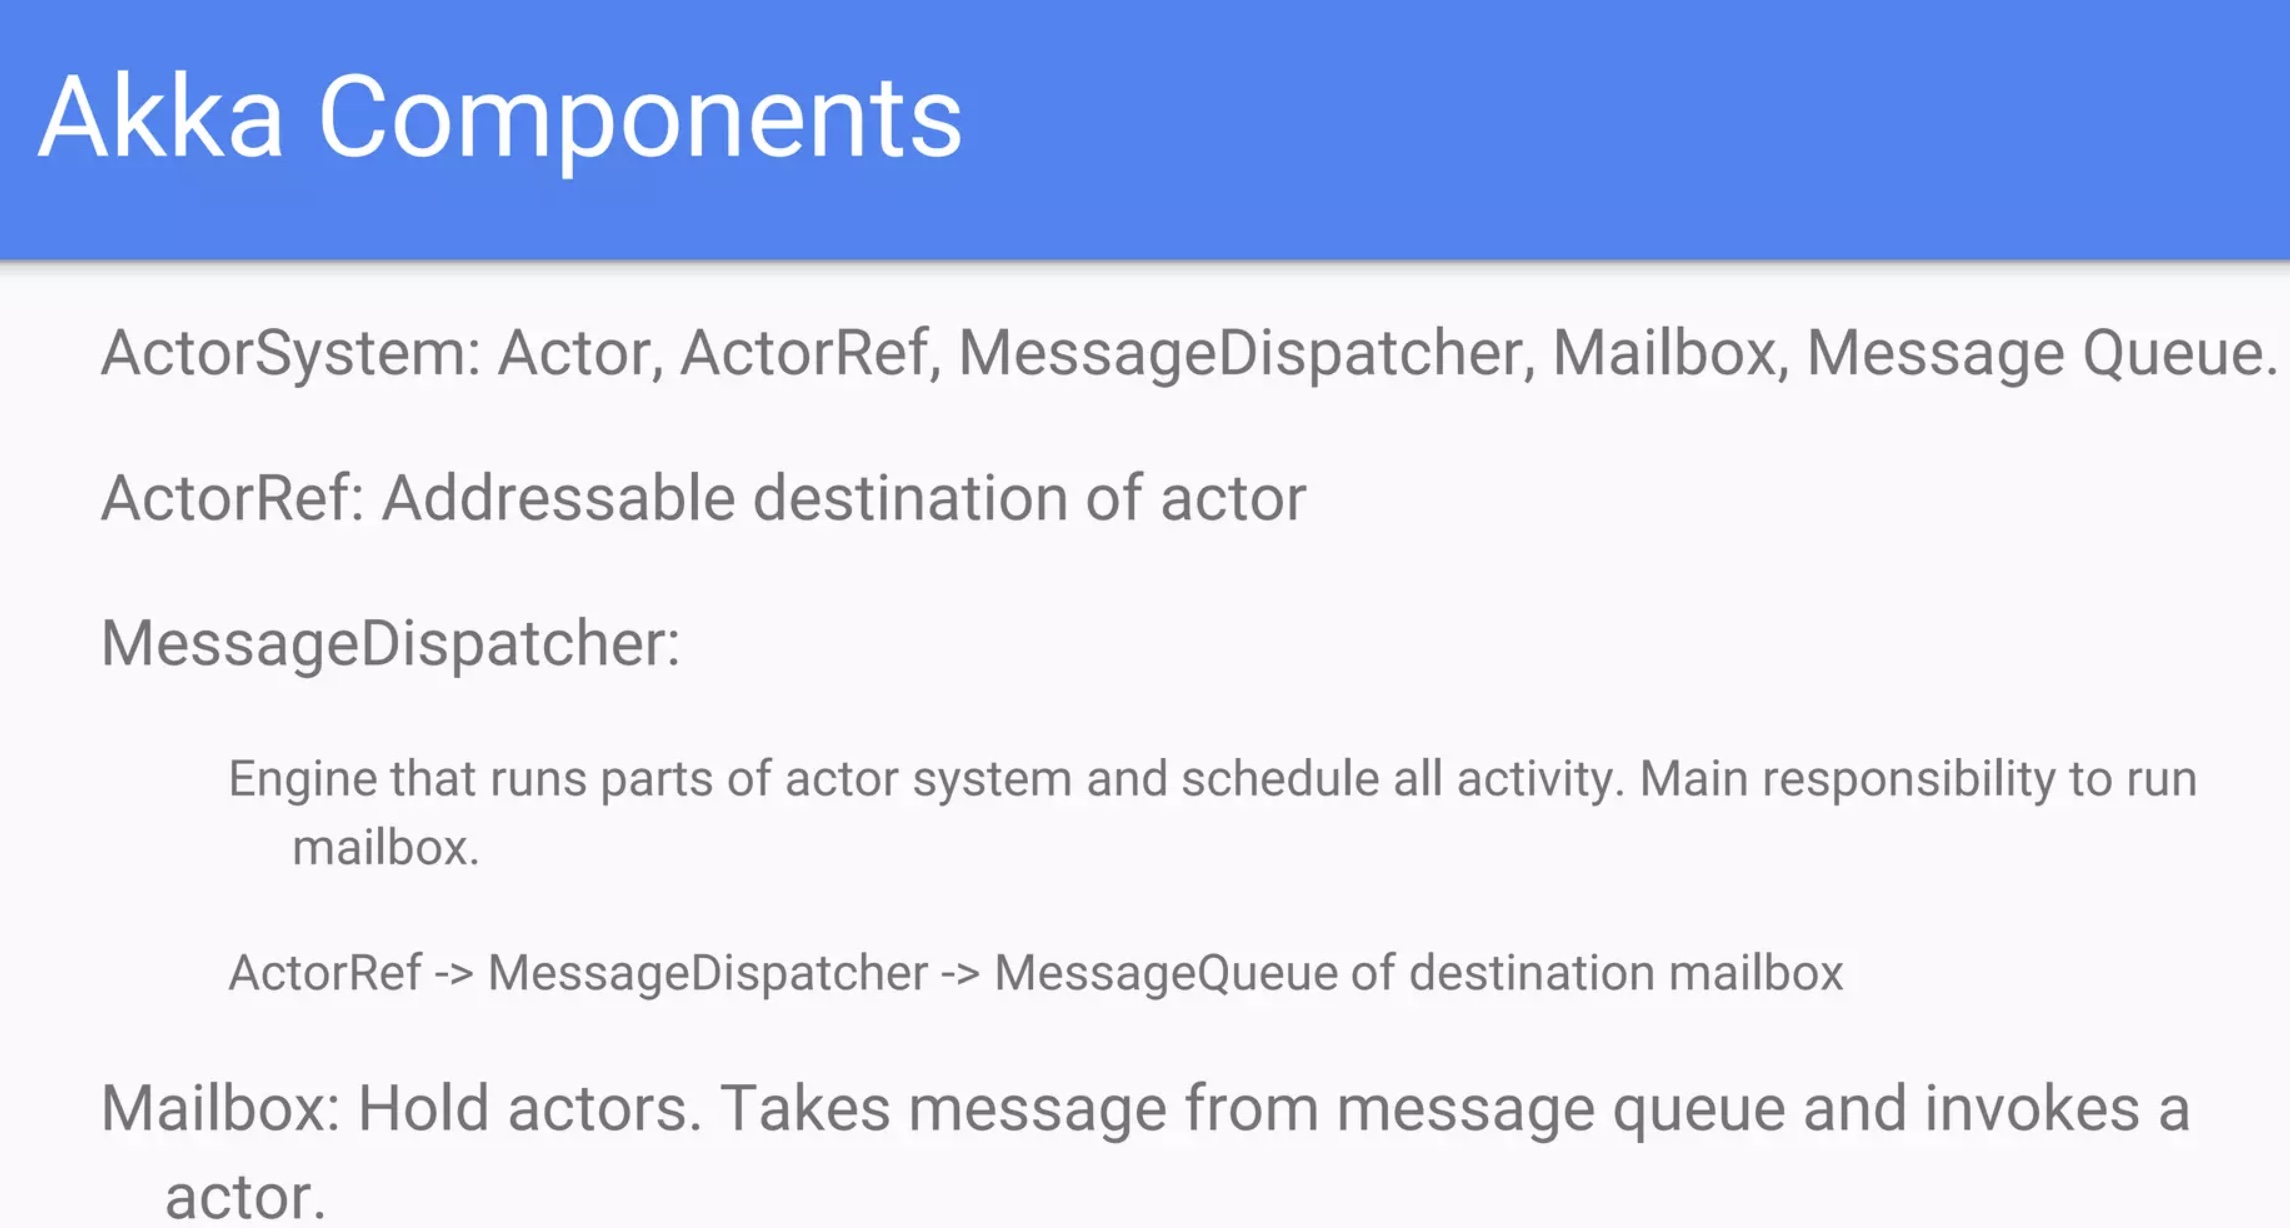 Akka Components
ActorSystem: Actor, ActorRef, MessageDispatcher, Mailbox, Message Queue.
ActorRef: Addressable destination of actor
MessageDispatcher:
Engine that runs parts of actor system and schedule all activity. Main responsibility to run
mailbox.
ActorRef -> MessageDispatcher -> MessageQueue of destination mailbox
Mailbox: Hold actors. Takes message from message queue and invokes a
actor.